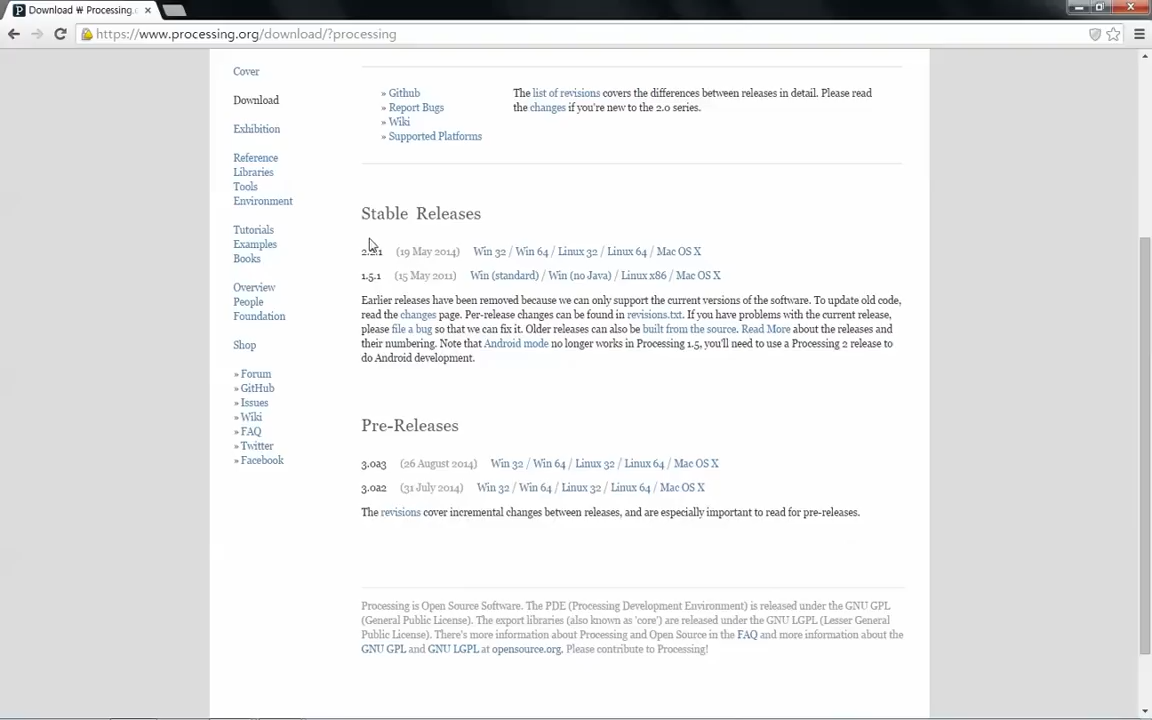 Download ₩ Processing.
https://www.processing.org/download/?processing
Cover
Download
Exhibition
Reference
Libraries
Tools
Environment
Tutorials
Examples
Books
Overview
People
Foundation
Shop
» Forum
» GitHub
» Issues
» Wiki
» FAQ
» Twitter
» Facebook
» Github
» Report Bugs
» Wiki
» Supported Platforms
The list of revisions covers the differences between releases in detail. Please read
the changes if you're new to the 2.0 series.
Stable Releases
(19 May 2014) Win 32 / Win 64 / Linux 32 / Linux 64 / Mac OS X
1.5.1 (15 May 2011) Win (standard) / Win (no Java) / Linux x86 / Mac OS X
Earlier releases have been removed because we can only support the current versions of the software. To update old code,
read the changes page. Per-release changes can be found in revisions.txt. If you have problems with the current release,
please file a bug so that we can fix it. Older releases can also be built from the source. Read More about the releases and
their numbering. Note that Android mode no longer works in Processing 1.5, you'll need to use a Processing 2 release to
do Android development.
Pre-Releases
3.0a3 (26 August 2014) Win 32 / Win 64 / Linux 32 / Linux 64 / Mac OS X
3.0a2 (31 July 2014) Win 32 / Win 64 / Linux 32 / Linux 64 / Mac OS X
The revisions cover incremental changes between releases, and are especially important to read for pre-releases.
Processing is Open Source Software. The PDE (Processing Development Environment) is released under the GNU GPL
(General Public License). The export libraries (also known as 'core') are released under the GNU LGPL (Lesser General
Public License). There's more information about Processing and Open Source in the FAQ and more information about the
GNU GPL and GNU LGPL at opensource.org. Please contribute to Processing!